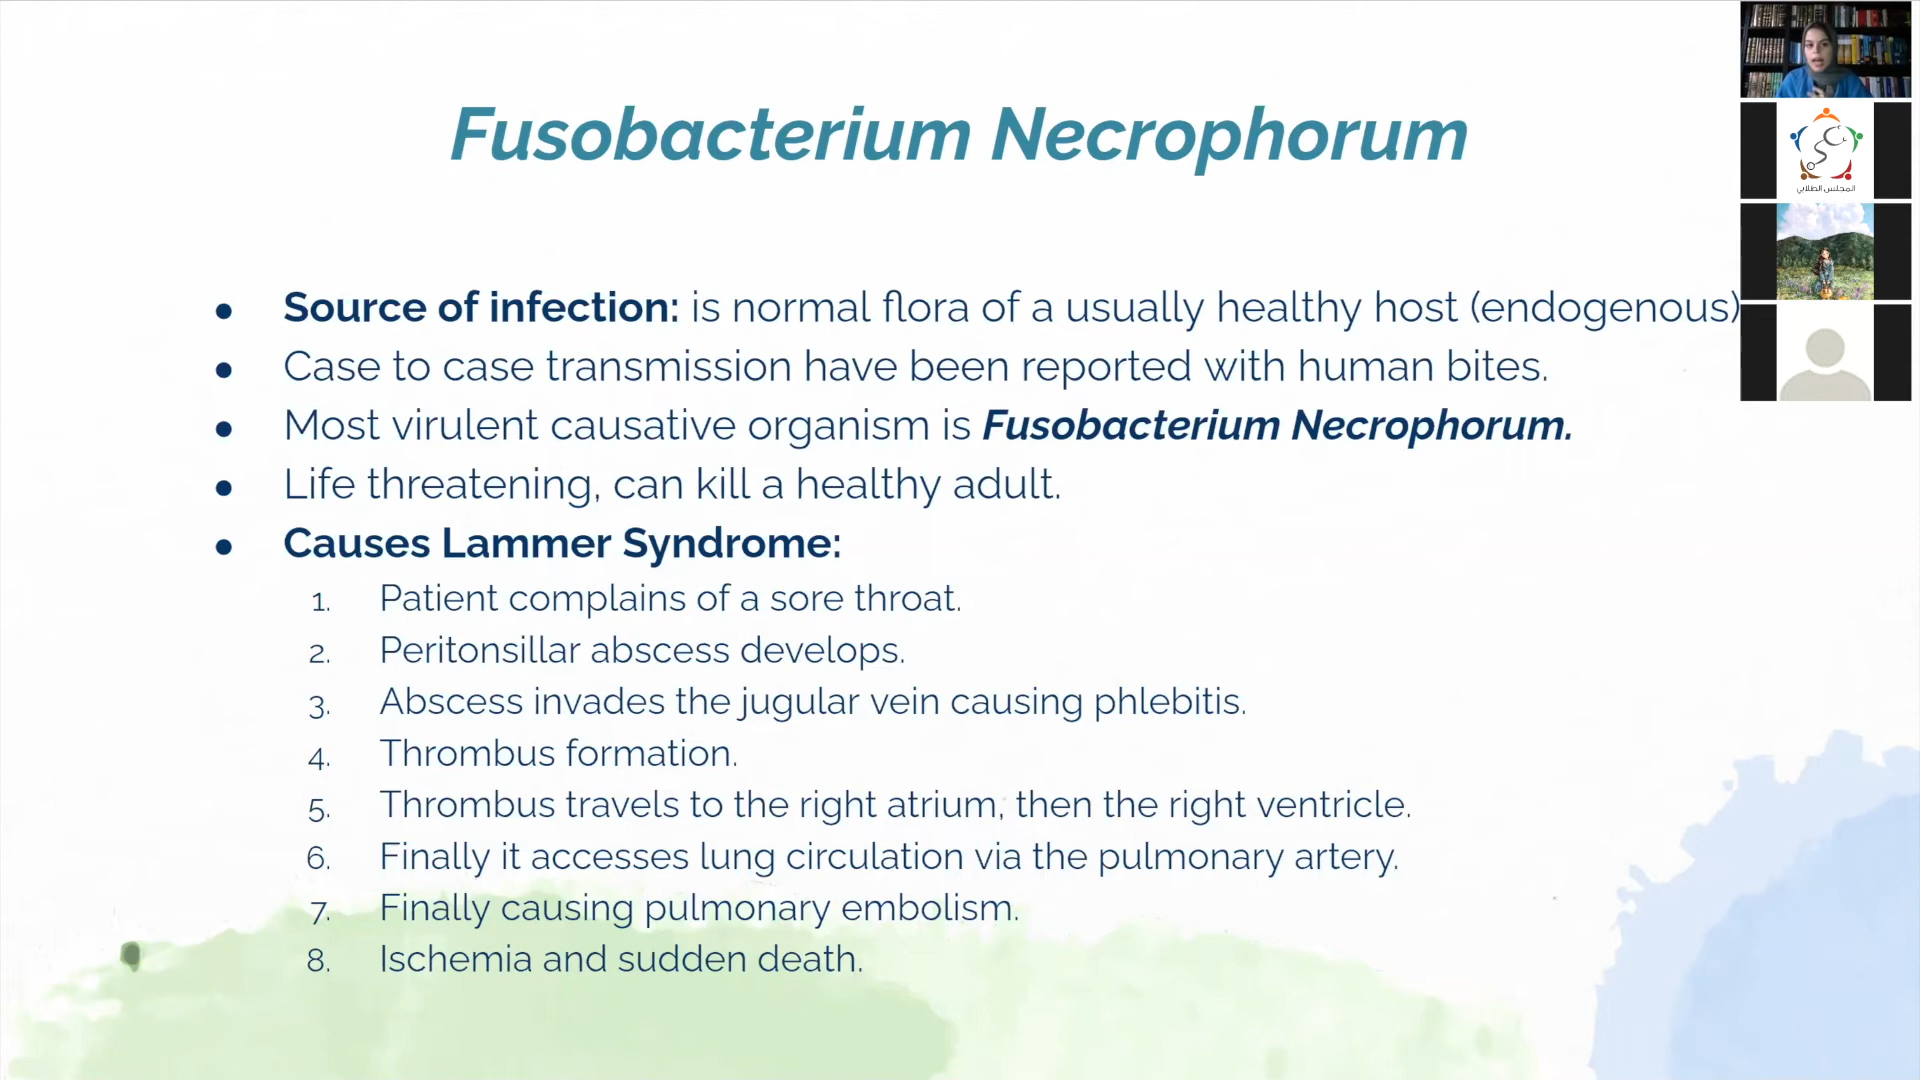 Fusobacterium Necrophorum
● Source of infection: is normal flora of a usually healthy host (endogenous)
● Case to case transmission have been reported with human bites.
● Most virulent causative organism is Fusobacterium Necrophorum.
● Life threatening, can kill a healthy adult.
● Causes Lammer Syndrome:
1. Patient complains of a sore throat.
2. Peritonsillar abscess develops.
3. Abscess invades the jugular vein causing phlebitis.
4. Thrombus formation.
5. Thrombus travels to the right atrium, then the right ventricle.
6. Finally it accesses lung circulation via the pulmonary artery.
7. Finally causing pulmonary embolism.
8. Ischemia and sudden death.
المجلس الطلابي